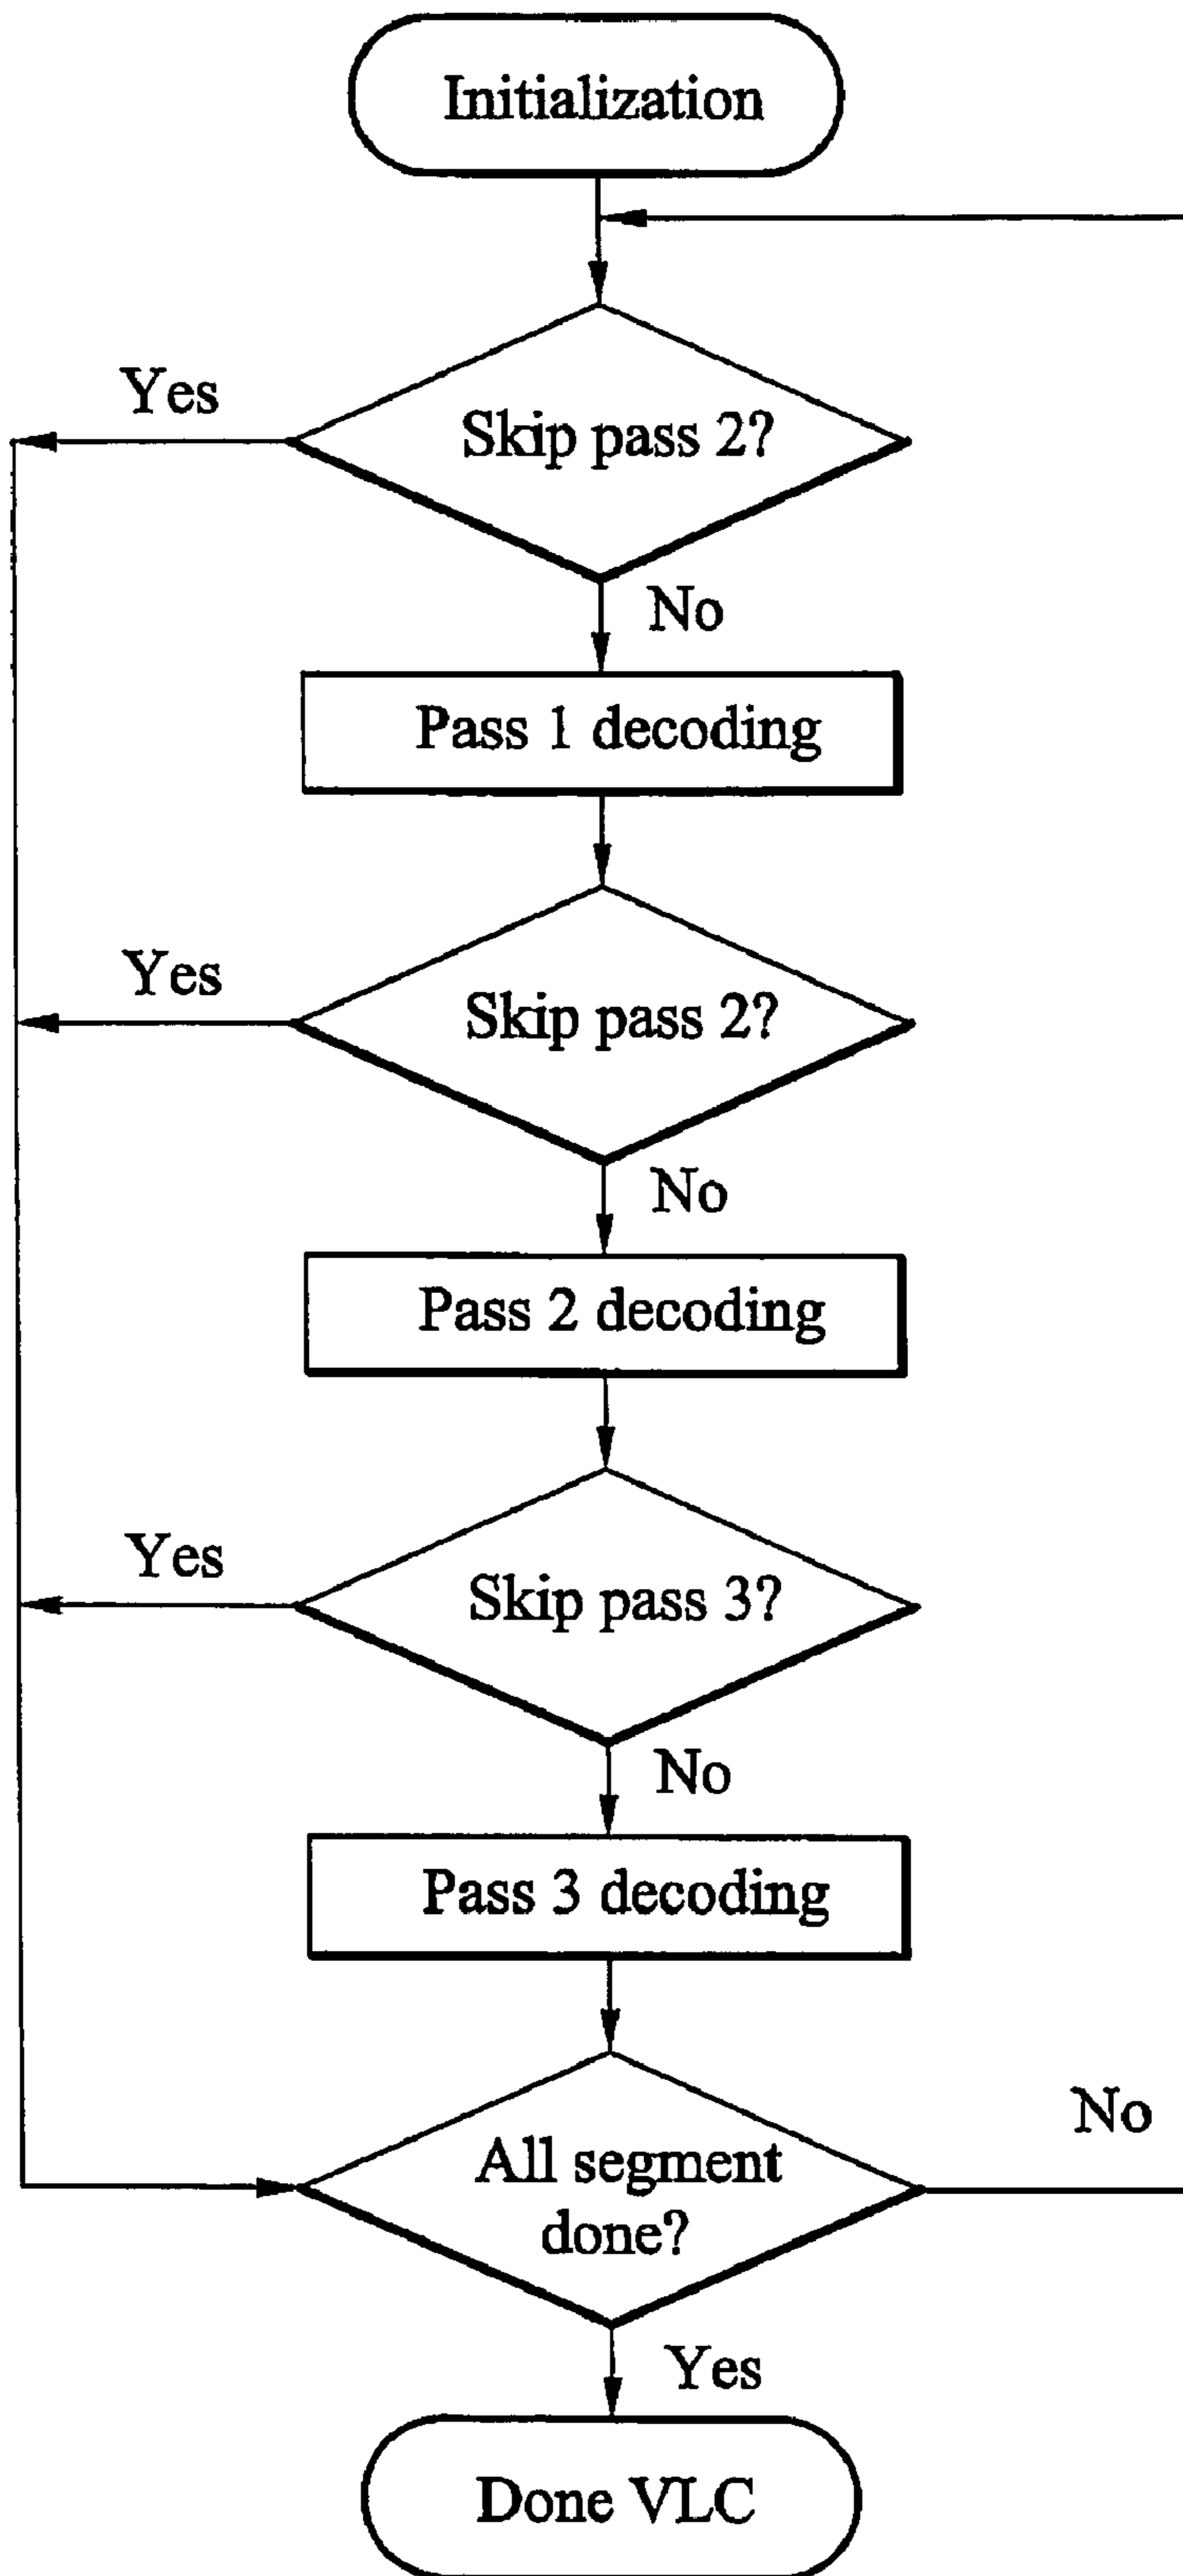 Initialization
Yes
Skip pass 2?
No
Pass 1 decoding
Yes
Skip pass 2?
No
Pass 2 decoding
Yes
Skip pass 3?
No
Pass 3 decoding
No
All segment
done?
Yes
Done VLC